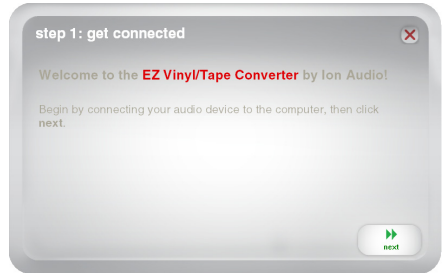 step 1: get connected
Welcome to the EZ Vinyl/Tape Converter by Ion Audio!
Begin by connecting your audio device to the computer, then click
next.
next